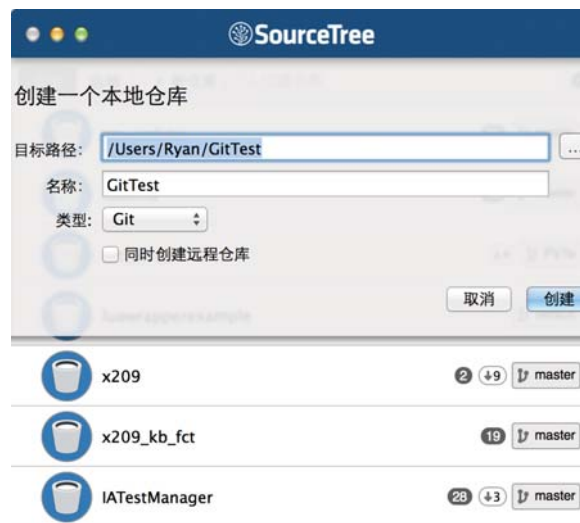 SourceTree
创建一个本地仓库
目标路径: /Users/Ryan/GitTest ...
名称: GitTest
类型: Git
同时创建远程仓库
取消 创建
x209 2 ↓9 master
x209_kb_fct 19 master
IATestManager 28 ↓3 master